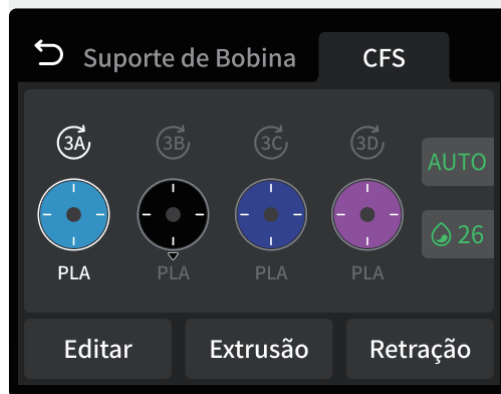 Suporte de Bobina CFS
3A 3B 3C 3D
AUTO
26
PLA PLA PLA PLA
Editar Extrusão Retração